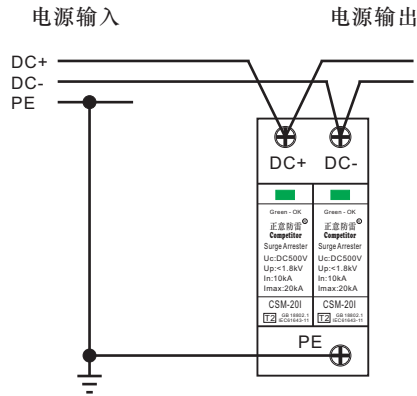 电源输入 电源输出
DC+
DC-
PE
DC+ DC-
Green - OK Green - OK
正意防雷® 正意防雷®
Competitor Competitor
Surge Arrester Surge Arrester
Uc:DC500V Uc:DC500V
Up:<1.8kV Up:<1.8kV
In:10kA In:10kA
Imax:20kA Imax:20kA
CSM-20I CSM-20I
T2 GB 18802.1 T2 GB 18802.1
IEC61643-11 IEC61643-11
PE